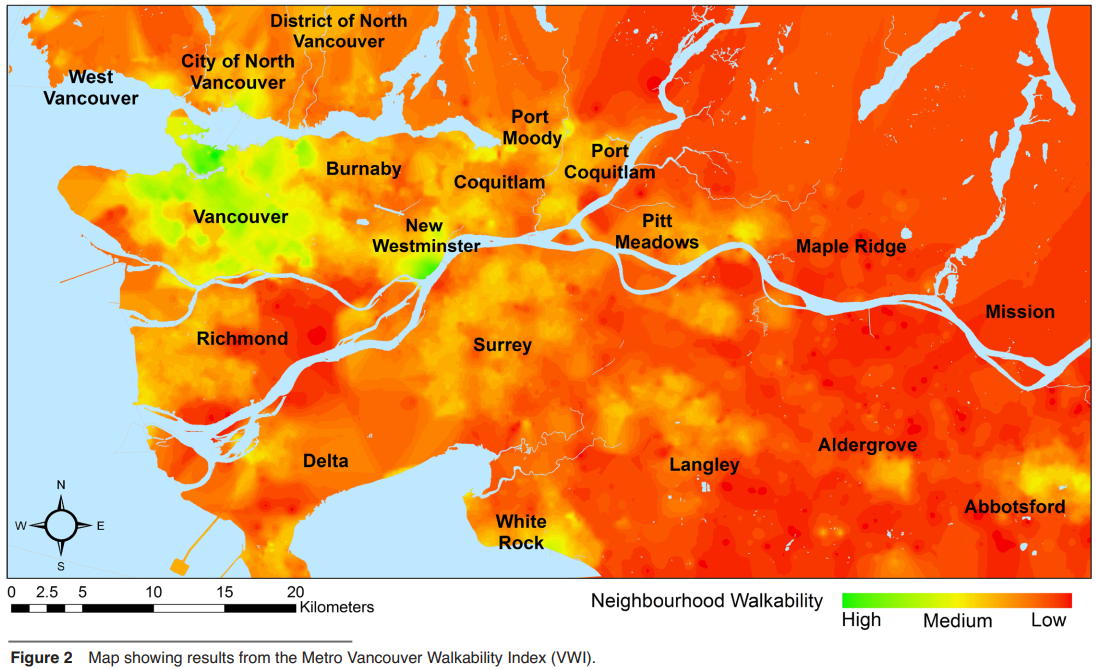 District of North
Vancouver
City of North
Vancouver
West
Vancouver
Port
Moody
Port
Coquitlam
Burnaby
Coquitlam
Vancouver
New
Westminster
Pitt
Meadows
Maple Ridge
Mission
Richmond
Surrey
Delta
Langley
Aldergrove
Abbotsford
White
Rock
N
W
E
S
0 2.5 5 10 15 20
Kilometers
Neighbourhood Walkability
High Medium Low
Figure 2 Map showing results from the Metro Vancouver Walkability Index (VWI).